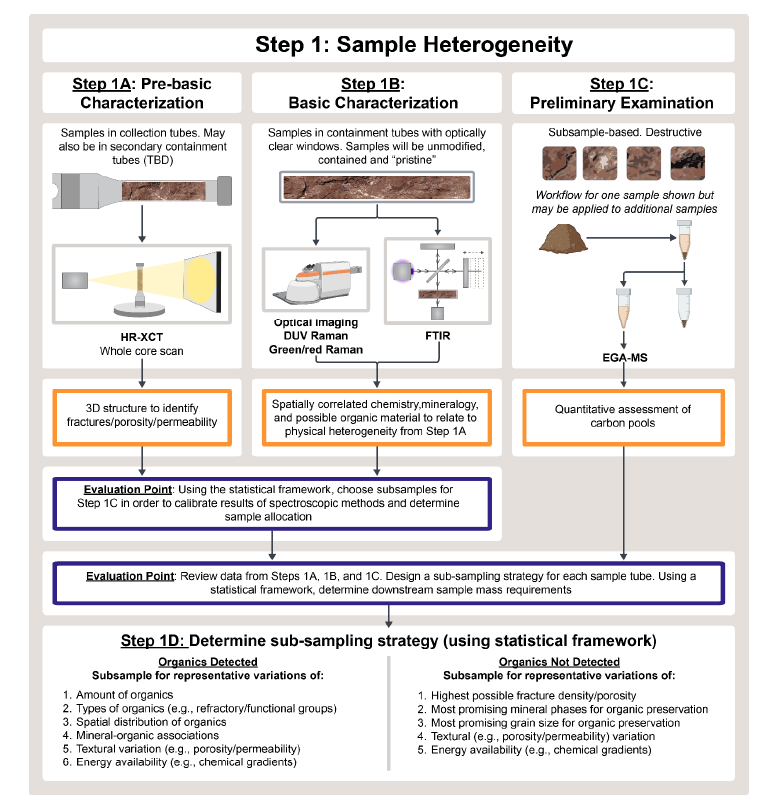 Step 1: Sample Heterogeneity
Step 1A: Pre-basic
Characterization
Samples in collection tubes. May
also be in secondary containment
tubes (TBD)
HR-XCT
Whole core scan
3D structure to identify
fractures/porosity/permeability
Step 1B:
Basic Characterization
Samples in containment tubes with optically
clear windows. Samples will be unmodified,
contained and “pristine”
Optical imaging
DUV Raman
Green/red Raman
FTIR
Spatially correlated chemistry,mineralogy,
and possible organic material to relate to
physical heterogeneity from Step 1A
Step 1C:
Preliminary Examination
Subsample-based. Destructive
Workflow for one sample shown but
may be applied to additional samples
EGA-MS
Quantitative assessment of
carbon pools
Evaluation Point: Using the statistical framework, choose subsamples for
Step 1C in order to calibrate results of spectroscopic methods and determine
sample allocation
Evaluation Point: Review data from Steps 1A, 1B, and 1C. Design a sub-sampling strategy for each sample tube. Using a
statistical framework, determine downstream sample mass requirements
Step 1D: Determine sub-sampling strategy (using statistical framework)
Organics Detected
Subsample for representative variations of:
1. Amount of organics
2. Types of organics (e.g., refractory/functional groups)
3. Spatial distribution of organics
4. Mineral-organic associations
5. Textural variation (e.g., porosity/permeability)
6. Energy availability (e.g., chemical gradients)
Organics Not Detected
Subsample for representative variations of:
1. Highest possible fracture density/porosity
2. Most promising mineral phases for organic preservation
3. Most promising grain size for organic preservation
4. Textural (e.g., porosity/permeability) variation
5. Energy availability (e.g., chemical gradients)